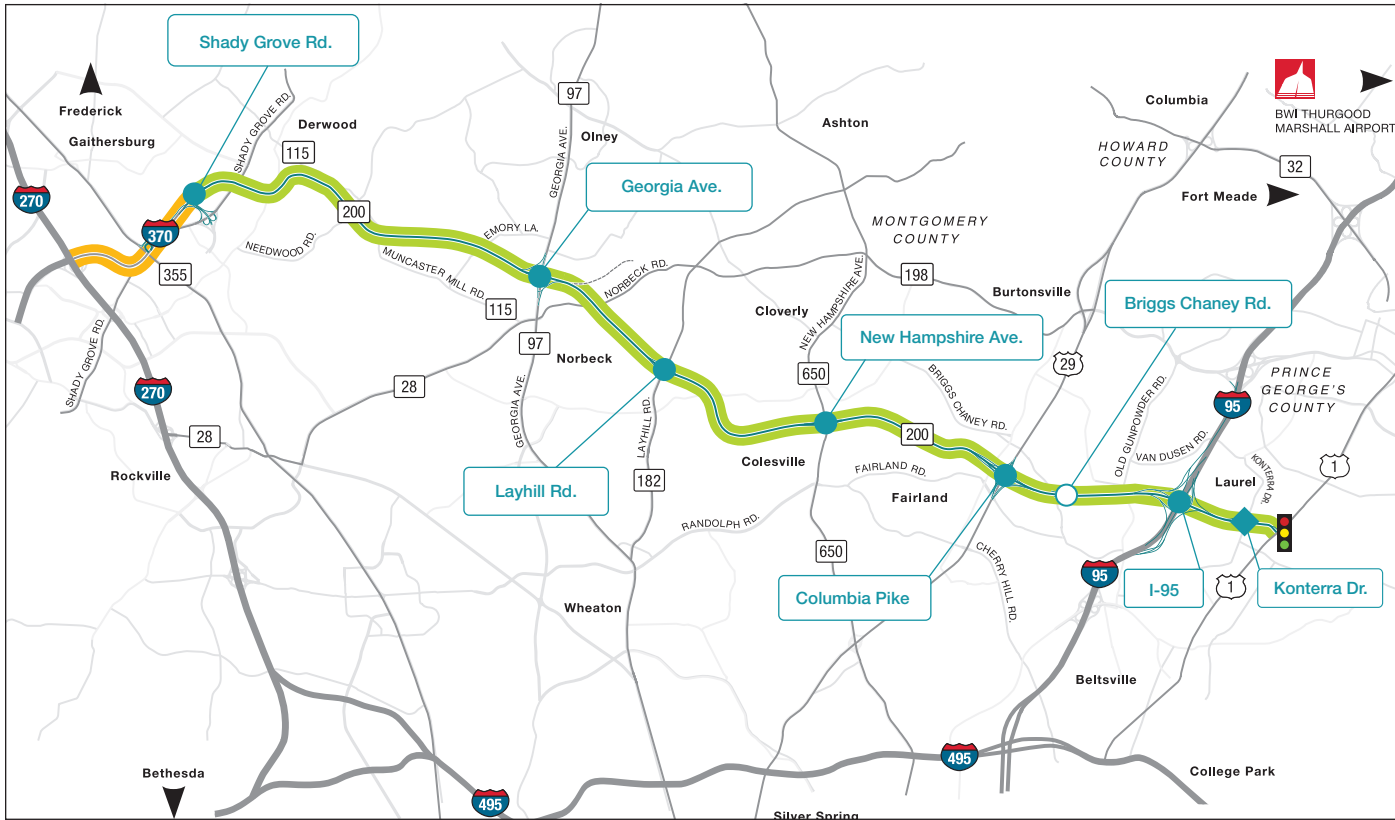 Shady Grove Rd.
Frederick
Gaithersburg
SHADY GROVE RD.
Derwood
115
97
GEORGIA AVE.
Olney
Ashton
Columbia
BWI THURGOOD
MARSHALL AIRPORT
HOWARD
COUNTY
32
Fort Meade
270
370
355
200
NEEDWOOD RD.
EMORY LA.
MUNCASTER MILL RD.
115
Georgia Ave.
NORBECK RD.
MONTGOMERY
COUNTY
198
Burtonsville
Briggs Chaney Rd.
Cloverly
NEW HAMPSHIRE AVE.
New Hampshire Ave.
SHADY GROVE RD.
270
28
Rockville
28
97
Norbeck
GEORGIA AVE.
LAYHILL RD.
182
Layhill Rd.
650
Colesville
BRIGGS CHANEY RD.
29
200
FAIRLAND RD.
Fairland
RANDOLPH RD.
OLD GUNPOWDER RD.
VAN DUSEN RD.
95
PRINCE
GEORGE'S
COUNTY
KONTERRA DR.
Laurel
1
650
CHERRY HILL RD.
Columbia Pike
95
I-95
1
Konterra Dr.
Wheaton
Beltsville
Bethesda
495
495
College Park
Silver Spring